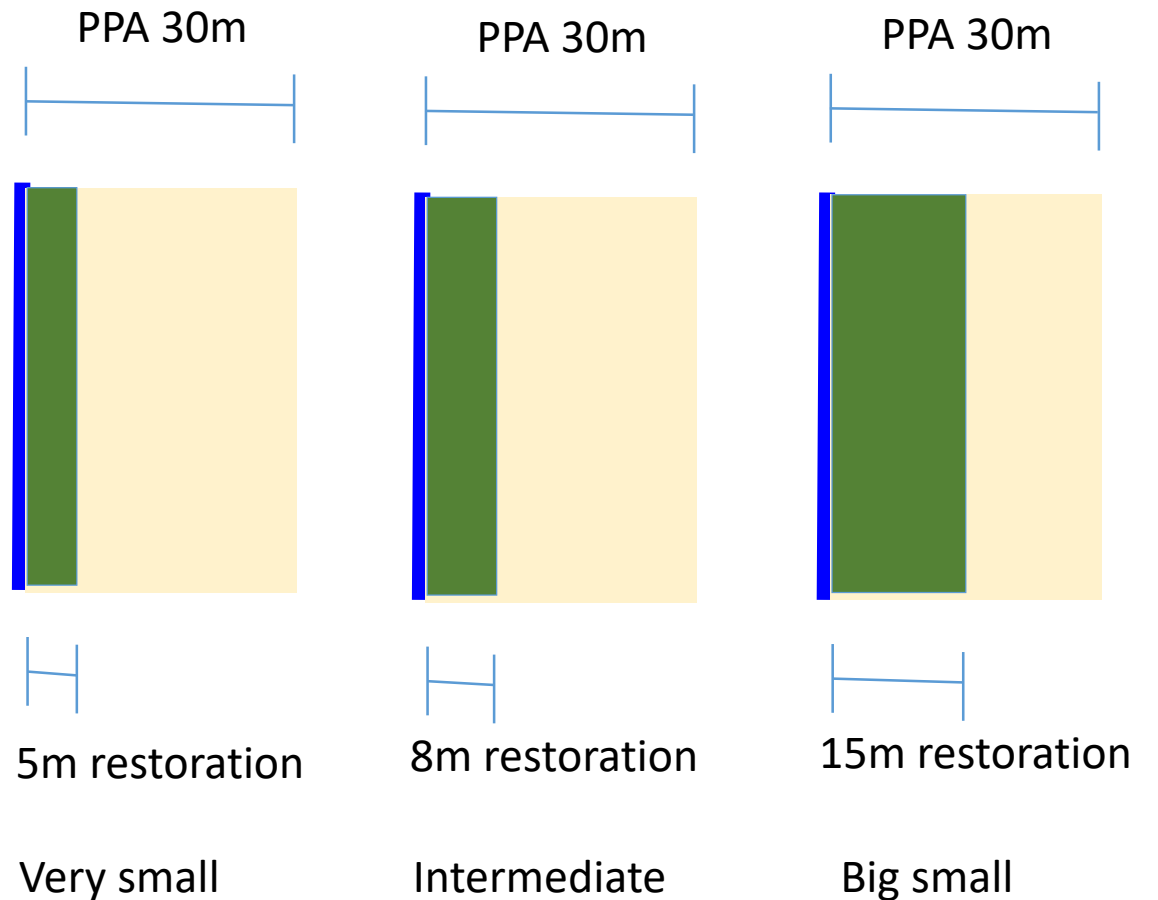 PPA 30m
PPA 30m
PPA 30m
5m restoration
8m restoration
15m restoration
Very small
Intermediate
Big small